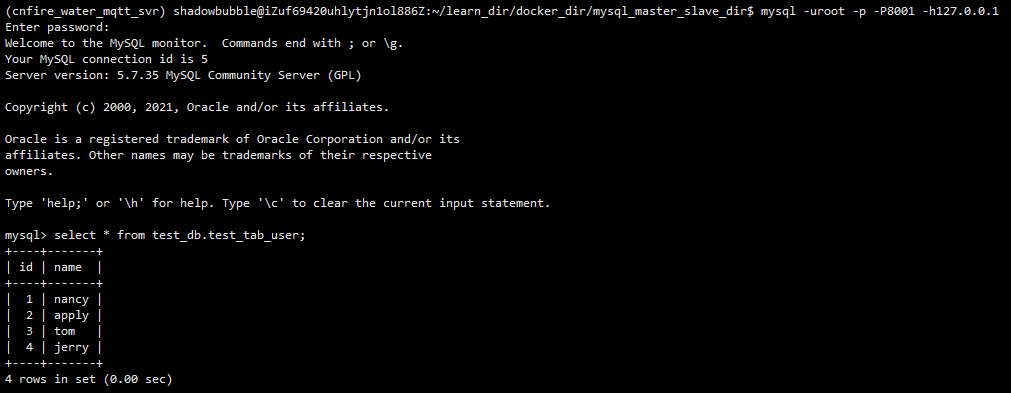 (cnfire_water_mqtt_svr) shadowbubble@iZuf69420uhlytjn1ol886Z:~/learn_dir/docker_dir/mysql_master_slave_dir$ mysql -uroot -p -P8001 -h127.0.0.1
Enter password:
Welcome to the MySQL monitor.  Commands end with ; or \g.
Your MySQL connection id is 5
Server version: 5.7.35 MySQL Community Server (GPL)

Copyright (c) 2000, 2021, Oracle and/or its affiliates.

Oracle is a registered trademark of Oracle Corporation and/or its
affiliates. Other names may be trademarks of their respective
owners.

Type 'help;' or '\h' for help. Type '\c' to clear the current input statement.

mysql> select * from test_db.test_tab_user;
+----+-------+
| id | name  |
+----+-------+
|  1 | nancy |
|  2 | apply |
|  3 | tom   |
|  4 | jerry |
+----+-------+
4 rows in set (0.00 sec)